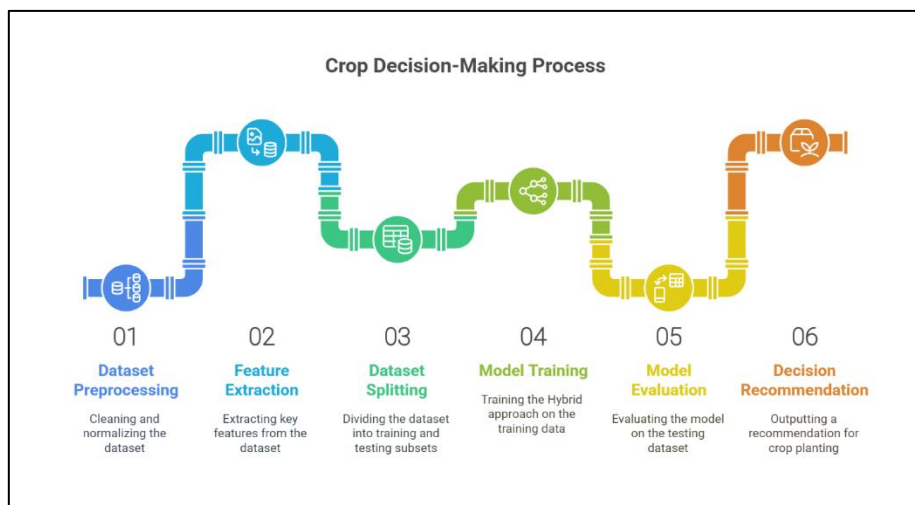 Crop Decision-Making Process
01
Dataset
Preprocessing
Cleaning and
normalizing the
dataset
02
Feature
Extraction
Extracting key
features from the
dataset
03
Dataset
Splitting
Dividing the dataset
into training and
testing subsets
04
Model Training
Training the Hybrid
approach on the
training data
05
Model
Evaluation
Evaluating the model
on the testing
dataset
06
Decision
Recommendation
Outputting a
recommendation for
crop planting